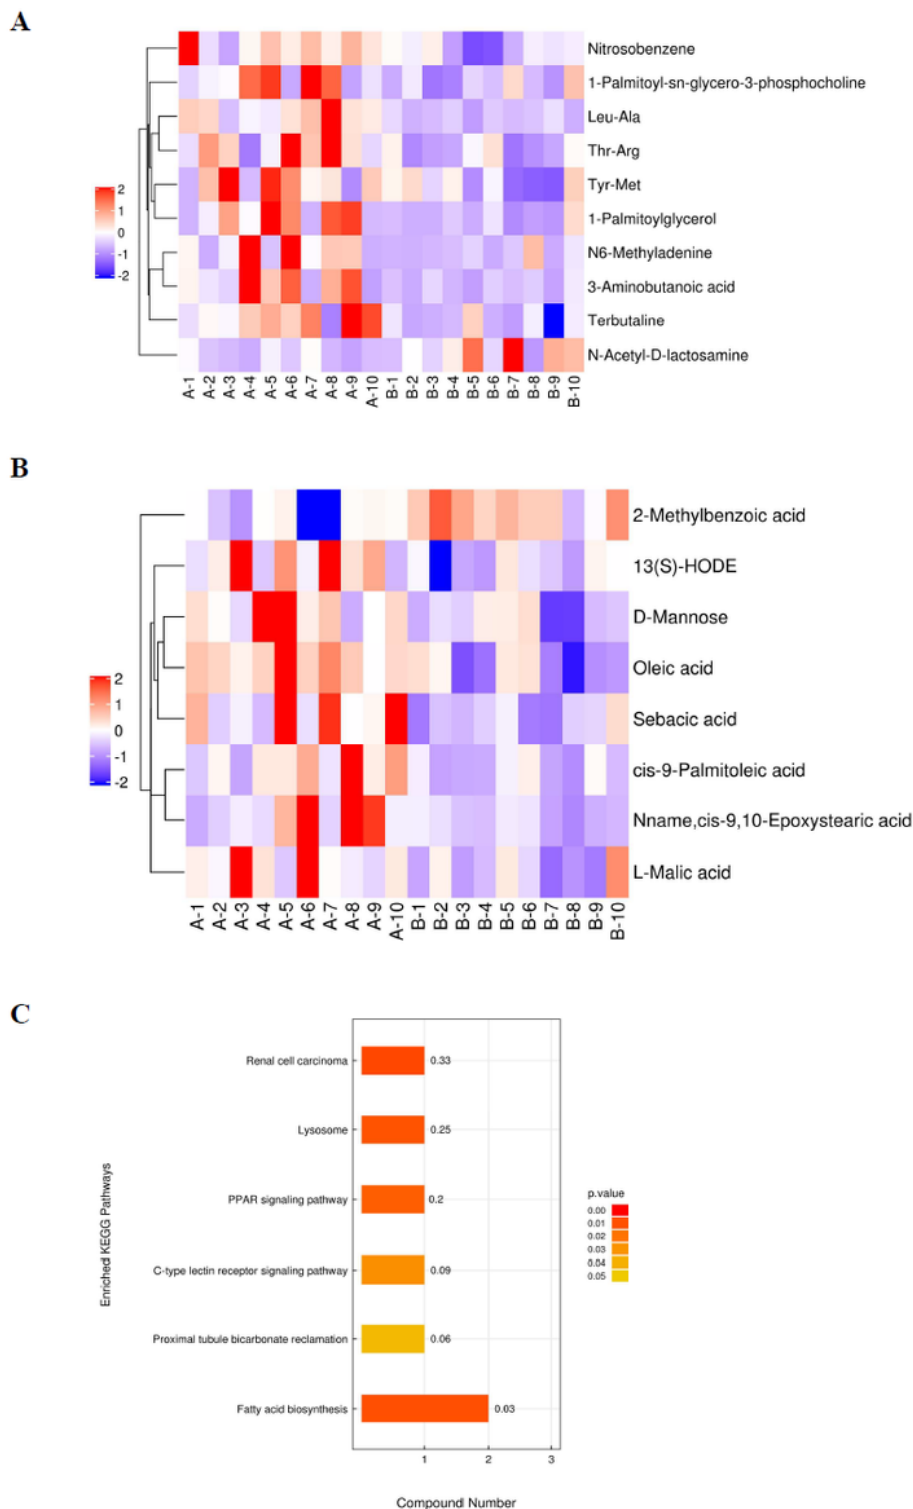 A
Nitrosobenzene
1-Palmitoyl-sn-glycero-3-phosphocholine
Leu-Ala
Thr-Arg
Tyr-Met
1-Palmitoylglycerol
N6-Methyladenine
3-Aminobutanoic acid
Terbutaline
N-Acetyl-D-lactosamine
2
1
0
-1
-2
A-1 A-2 A-3 A-4 A-5 A-6 A-7 A-8 A-9 A-10 B-1 B-2 B-3 B-4 B-5 B-6 B-7 B-8 B-9 B-10
B
2-Methylbenzoic acid
13(S)-HODE
D-Mannose
Oleic acid
Sebacic acid
cis-9-Palmitoleic acid
Nname,cis-9,10-Epoxystearic acid
L-Malic acid
2
1
0
-1
-2
A-1 A-2 A-3 A-4 A-5 A-6 A-7 A-8 A-9 A-10 B-1 B-2 B-3 B-4 B-5 B-6 B-7 B-8 B-9 B-10
C
Enriched KEGG Pathways
Renal cell carcinoma 0.33
Lysosome 0.25
PPAR signaling pathway 0.2
C-type lectin receptor signaling pathway 0.09
Proximal tubule bicarbonate reclamation 0.06
Fatty acid biosynthesis 0.03
1 2 3
Compound Number
p.value
0.00
0.01
0.02
0.03
0.04
0.05